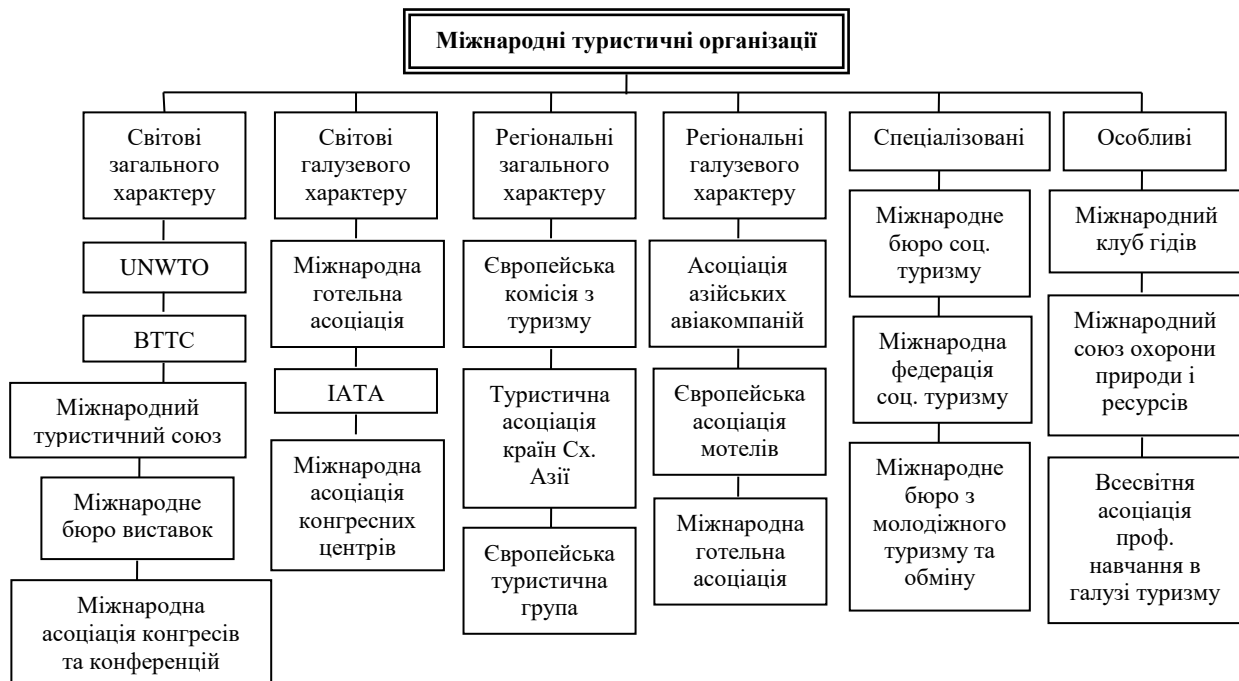 Міжнародні туристичні організації
Світові
загального
характеру
UNWTO
ВТТС
Міжнародний
туристичний союз
Міжнародне
бюро виставок
Міжнародна
асоціація конгресів
та конференцій
Світові
галузевого
характеру
Міжнародна
готельна
асоціація
ІАТА
Міжнародна
асоціація
конгресних
центрів
Регіональні
загального
характеру
Європейська
комісія з
туризму
Туристична
асоціація
країн Сх.
Азії
Європейська
туристична
група
Регіональні
галузевого
характеру
Асоціація
азійських
авіакомпаній
Європейська
асоціація
мотелів
Міжнародна
готельна
асоціація
Спеціалізовані
Міжнародне
бюро соц.
туризму
Міжнародна
федерація
соц. туризму
Міжнародне
бюро з
молодіжного
туризму та
обміну
Особливі
Міжнародний
клуб гідів
Міжнародний
союз охорони
природи і
ресурсів
Всесвітня
асоціація
проф.
навчання в
галузі туризму